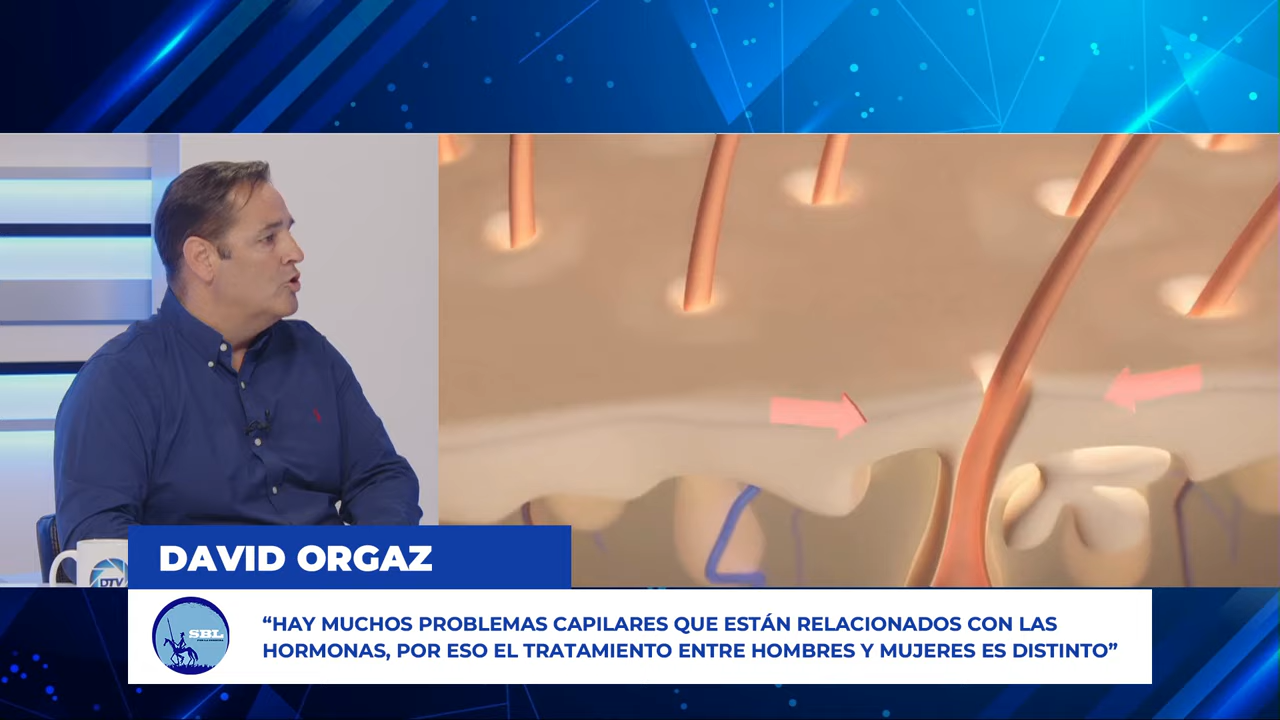 DTV
DAVID ORGAZ
SBL
“HAY MUCHOS PROBLEMAS CAPILARES QUE ESTÁN RELACIONADOS CON LAS
HORMONAS, POR ESO EL TRATAMIENTO ENTRE HOMBRES Y MUJERES ES DISTINTO”